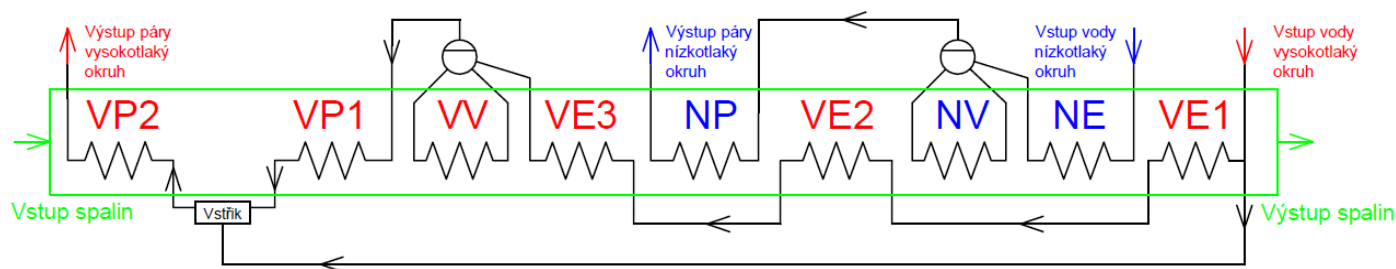 Výstup páry
vysokotlaký
okruh
Výstup páry
nízkotlaký
okruh
Vstup vody
nízkotlaký
okruh
Vstup vody
vysokotlaký
okruh
VP2
VP1
VV
VE3
NP
VE2
NV
NE
VE1
Vstup spalin
Vstřik
Výstup spalin